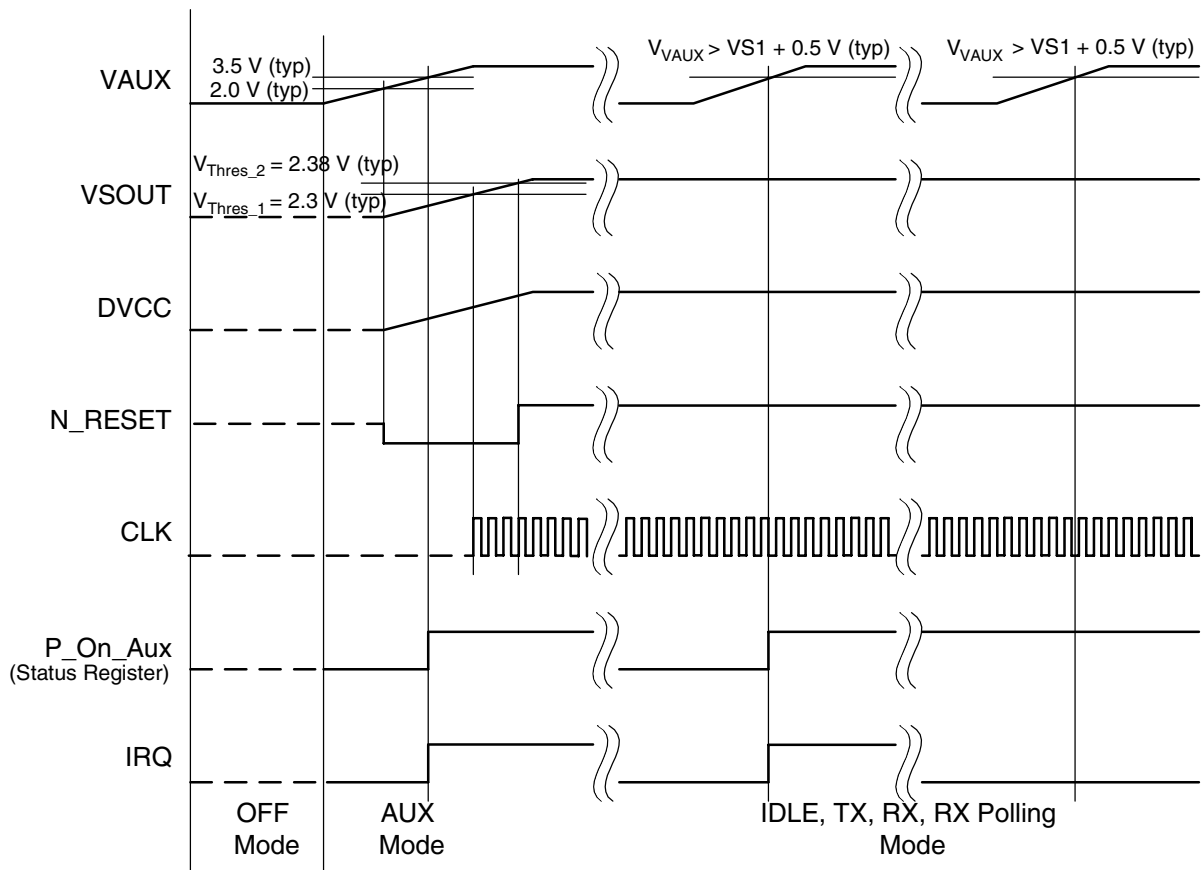 V_VAUX > VS1 + 0.5 V (typ)
V_VAUX > VS1 + 0.5 V (typ)
3.5 V (typ)
VAUX
2.0 V (typ)
V_Thres_2 = 2.38 V (typ)
VSOUT
V_Thres_1 = 2.3 V (typ)
DVCC
N_RESET
CLK
P_On_Aux
(Status Register)
IRQ
OFF
Mode
AUX
Mode
IDLE, TX, RX, RX Polling
Mode